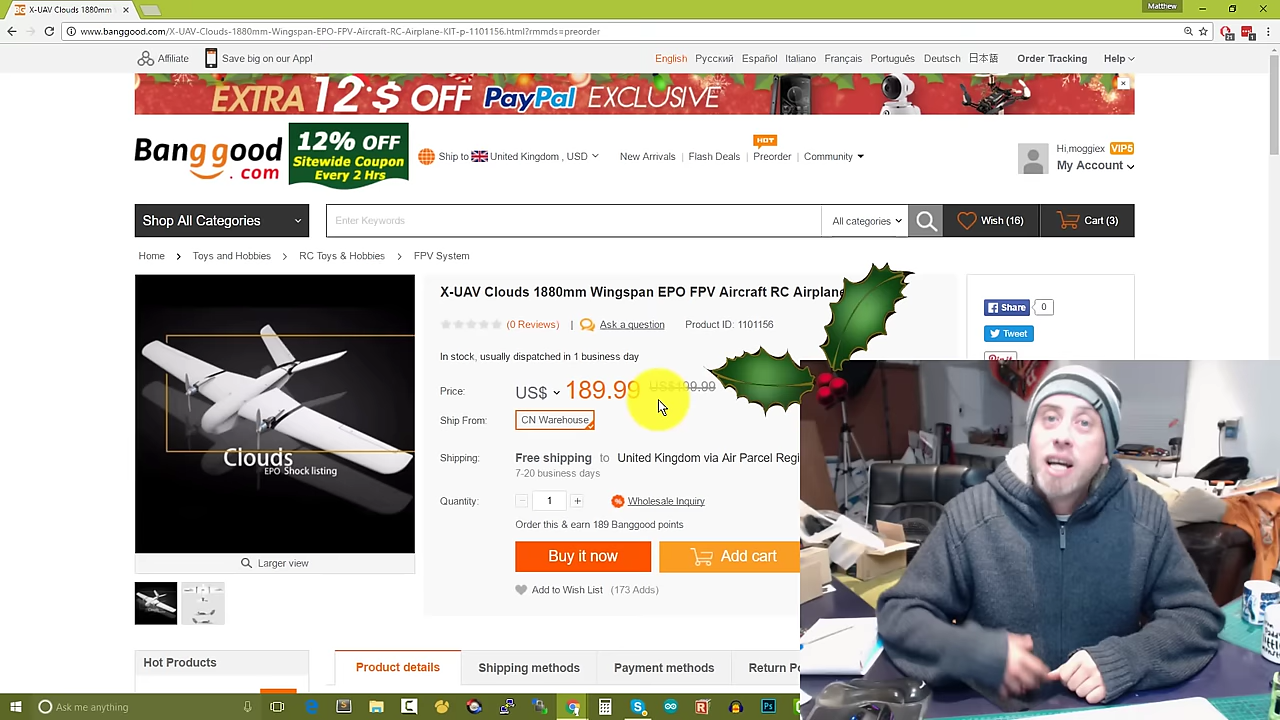 X-UAV Clouds 1880mm
Matthew
www.banggood.com/X-UAV-Clouds-1880mm-Wingspan-EPO-FPV-Aircraft-RC-Airplane-KIT-p-1101156.html?rmmds=preorder
Affiliate
Save big on our App!
English Русский Español Italiano Français Português Deutsch 日本語 Order Tracking Help
EXTRA 12$ OFF PayPal EXCLUSIVE
Banggood.com
12% OFF
Sitewide Coupon
Every 2 Hrs
Ship to United Kingdom , USD
New Arrivals | Flash Deals | Preorder | Community
HOT
Hi,moggiex VIP5
My Account
Shop All Categories
Enter Keywords
All categories
Wish (16)
Cart (3)
Home > Toys and Hobbies > RC Toys & Hobbies > FPV System
X-UAV Clouds 1880mm Wingspan EPO FPV Aircraft RC Airplane
(0 Reviews) | Ask a question Product ID: 1101156
Share 0
Tweet
Pin it
In stock, usually dispatched in 1 business day
Price: US$ 189.99 US$199.99
Ship From: CN Warehouse
Clouds
EPO Shock listing
Shipping: Free shipping to United Kingdom via Air Parcel Regi
7-20 business days
Quantity: - 1 + Wholesale Inquiry
Order this & earn 189 Banggood points
Buy it now
Add cart
Larger view
Add to Wish List (173 Adds)
Hot Products
Product details
Shipping methods
Payment methods
Return Po
Ask me anything